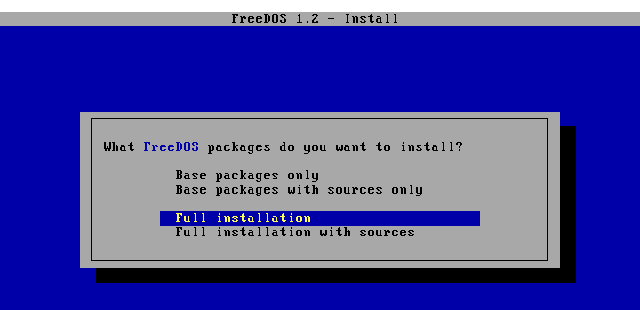 FreeDOS 1.2 - Install
What FreeDOS packages do you want to install?
Base packages only
Base packages with sources only
Full installation
Full installation with sources